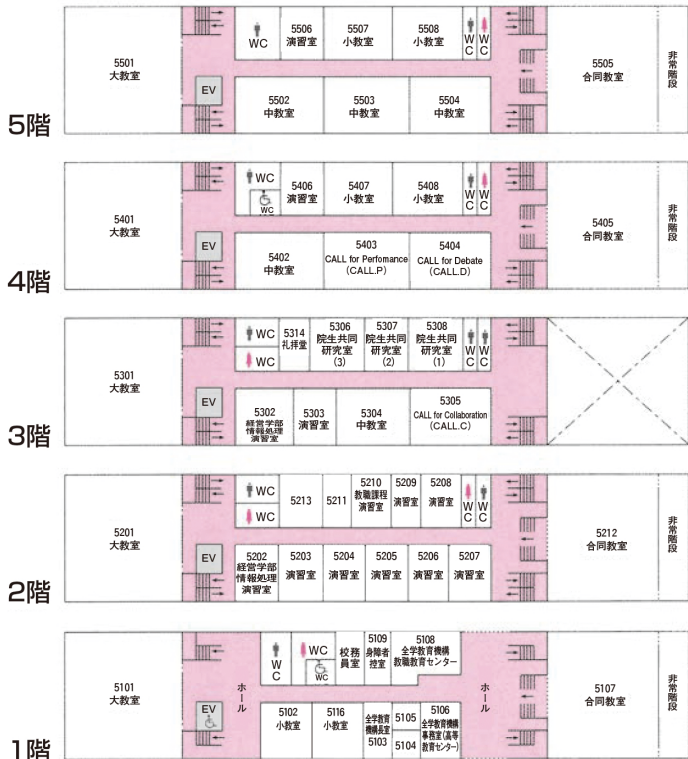 5階
5501
大教室
EV
WC
5506
演習室
5507
小教室
5508
小教室
WC
WC
5502
中教室
5503
中教室
5504
中教室
5505
合同教室
非常階段
4階
5401
大教室
EV
WC
WC
5406
演習室
5407
小教室
5408
小教室
WC
WC
5402
中教室
5403
CALL for Perfomance
(CALL.P)
5404
CALL for Debate
(CALL.D)
5405
合同教室
非常階段
3階
5301
大教室
EV
WC
WC
5314
礼拝堂
5306
院生共同
研究室
(3)
5307
院生共同
研究室
(2)
5308
院生共同
研究室
(1)
WC
WC
5302
経営学部
情報処理
演習室
5303
演習室
5304
中教室
5305
CALL for Collaboration
(CALL.C)
2階
5201
大教室
EV
WC
WC
5213
5211
5210
教職課程
演習室
5209
演習室
5208
演習室
WC
WC
5202
経営学部
情報処理
演習室
5203
演習室
5204
演習室
5205
演習室
5206
演習室
5207
演習室
5212
合同教室
非常階段
1階
5101
大教室
EV
ホール
WC
WC
WC
校務
員室
5109
身障者
控室
5108
全学教育機構
教職教育センター
5102
小教室
5116
小教室
全学教育
機構長室
5103
5105
5104
5106
全学教育機構
事務室(高等
教育センター)
ホール
5107
合同教室
非常階段